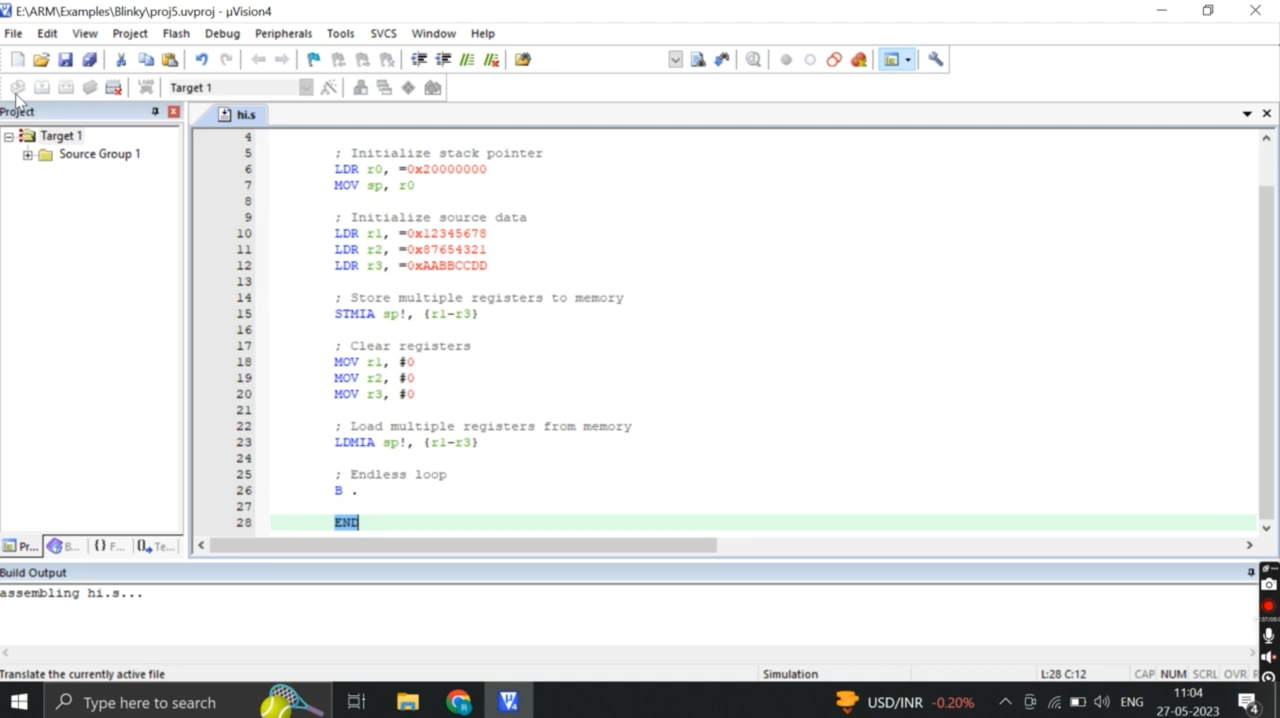 E:\ARM\Examples\Blinky\proj5.uvproj - µVision4
File Edit View Project Flash Debug Peripherals Tools SVCS Window Help
LOAD Target 1
Project
hi.s
Target 1
Source Group 1
4
5 ; Initialize stack pointer
6 LDR r0, =0x20000000
7 MOV sp, r0
8
9 ; Initialize source data
10 LDR r1, =0x12345678
11 LDR r2, =0x87654321
12 LDR r3, =0xAABBCCDD
13
14 ; Store multiple registers to memory
15 STMIA sp!, {r1-r3}
16
17 ; Clear registers
18 MOV r1, #0
19 MOV r2, #0
20 MOV r3, #0
21
22 ; Load multiple registers from memory
23 LDMIA sp!, {r1-r3}
24
25 ; Endless loop
26 B .
27
28 END
Pr... B... {} F... Te...
Build Output
assembling hi.s...
Translate the currently active file Simulation L:28 C:12 CAP NUM SCRL OVR
Type here to search
USD/INR -0.20% ENG
11:04
27-05-2023
4